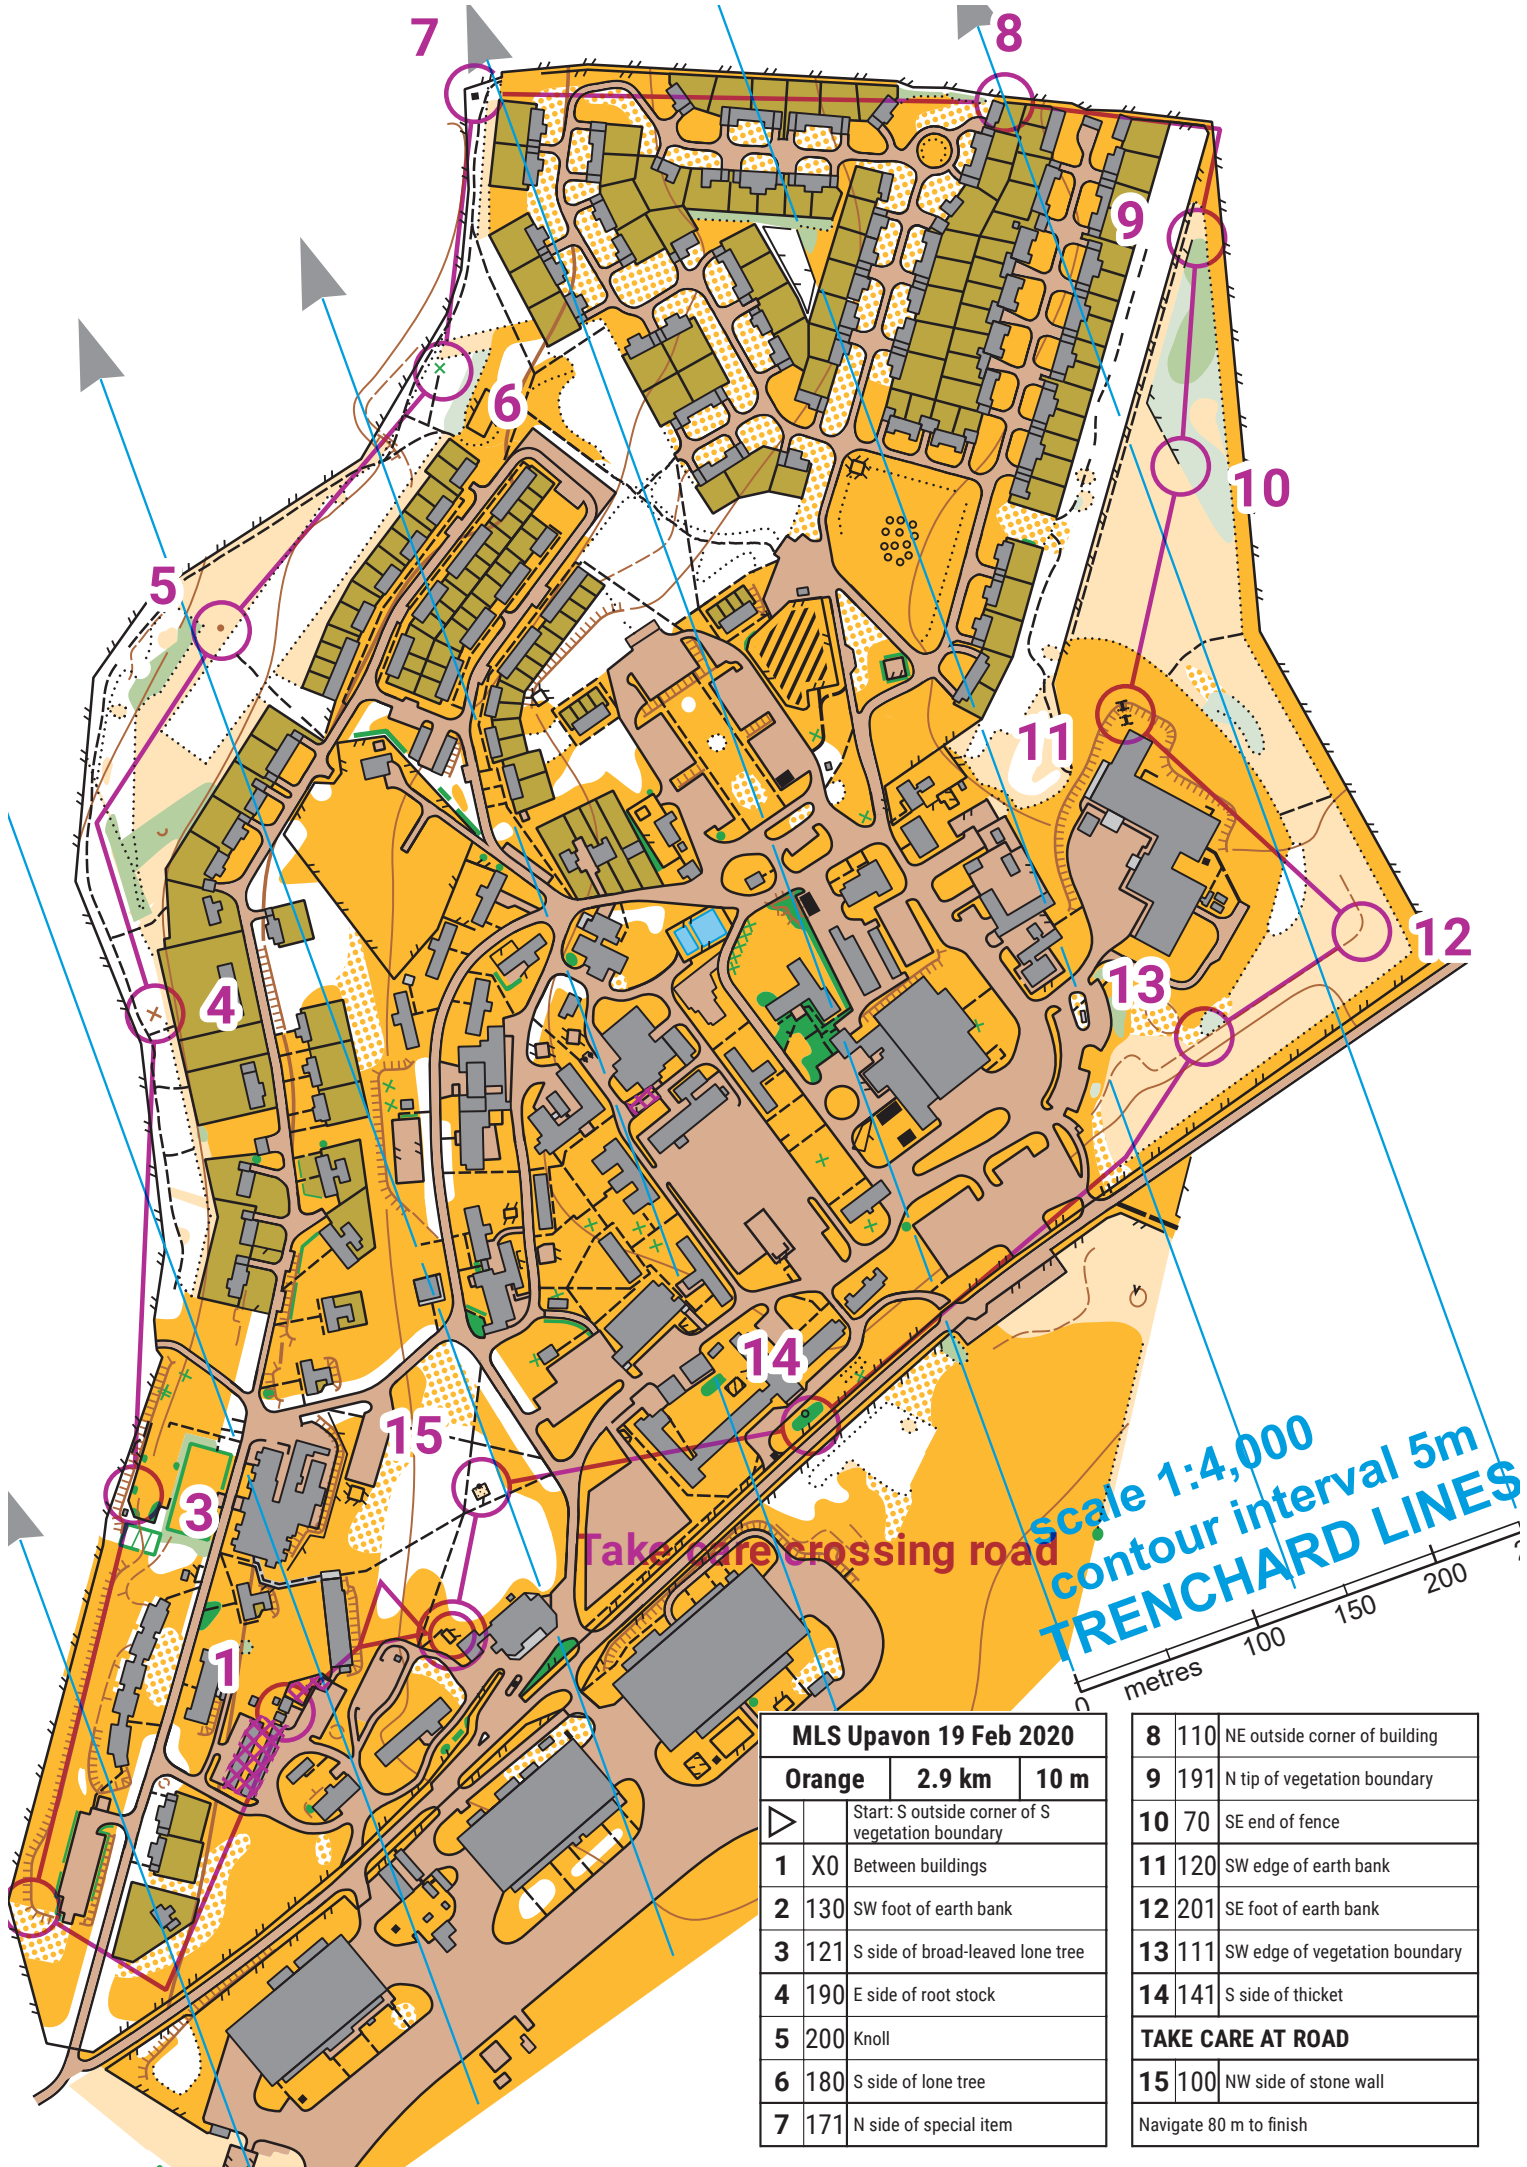 7
8
9
6
10
5
11
12
13
4
14
15
3
1
Take care crossing road
scale 1:4,000
contour interval 5m
TRENCHARD LINES
0
metres
100
150
200
MLS Upavon 19 Feb 2020
Orange 2.9 km 10 m
Start: S outside corner of S
vegetation boundary
1 X0 Between buildings
2 130 SW foot of earth bank
3 121 S side of broad-leaved lone tree
4 190 E side of root stock
5 200 Knoll
6 180 S side of lone tree
7 171 N side of special item
8 110 NE outside corner of building
9 191 N tip of vegetation boundary
10 70 SE end of fence
11 120 SW edge of earth bank
12 201 SE foot of earth bank
13 111 SW edge of vegetation boundary
14 141 S side of thicket
TAKE CARE AT ROAD
15 100 NW side of stone wall
Navigate 80 m to finish